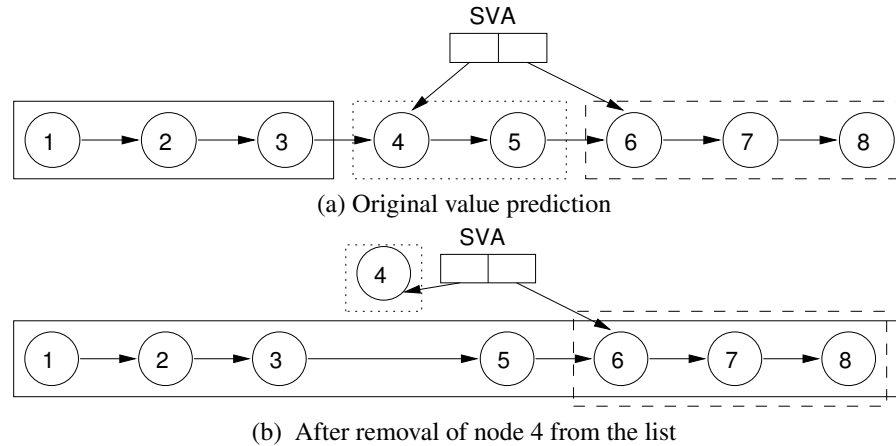 SVA
1 2 3 4 5 6 7 8
(a) Original value prediction
SVA
4
1 2 3 5 6 7 8
(b) After removal of node 4 from the list